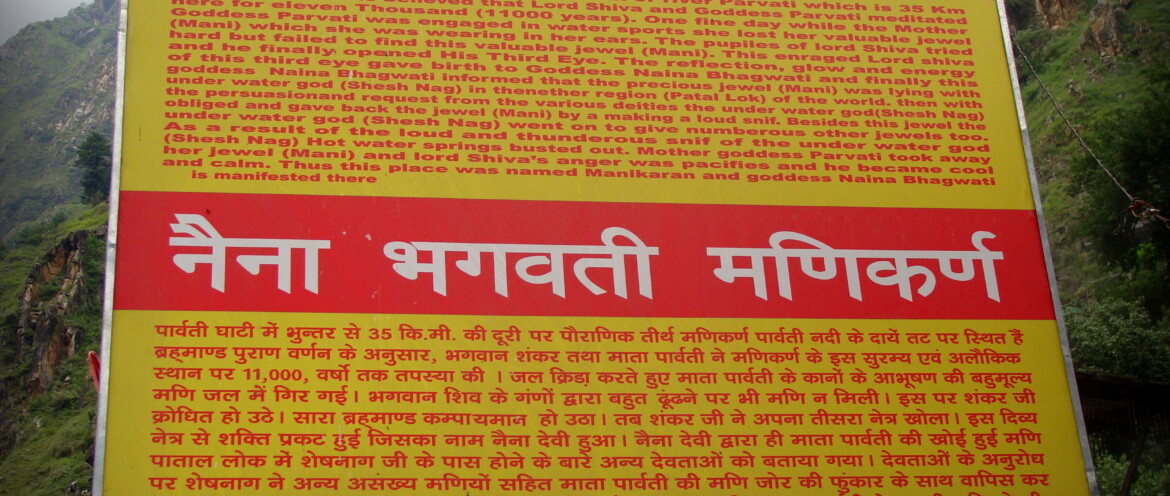 believed that Lord Shiva and Goddess Parvati meditated
here for eleven Thousand (11000 years). One fine day while the Mother
Goddess Parvati was engaged in water sports she lost her valuable jewel
(Mani) which she was wearing in her ears. The pupiles of lord Shiva tried
hard but failed to find this valuable jewel (Mani).This enraged Lord shiva
and he finally opened HIs Third Eye. The reflection, glow and energy
of this third eye gave birth to Goddess Naina Bhagwati and finally this
goddess Naina Bhagwati informed that the precious jewel (Mani) was lying with
under water god (Shesh Nag) in thenether region (Patal Lok) of the world. then with
the persuasionand request from the various deities the under water god(Shesh Nag)
obliged and gave back the jewel (Mani) by a making a loud snif. Besides this jewel the
under water god (Shesh Nag) went on to give numberous other jewels too.
As a result of the loud and thunderous snif of the under water god
(Shesh Nag) Hot water springs busted out. Mother goddess Parvati took away
her jewel (Mani) and lord Shiva's anger was pacifies and he became cool
and calm. Thus this place was named Manikaran and goddess Naina Bhagwati
is manifested there
नैना भगवती मणिकर्ण
पार्वती घाटी में भुन्तर से 35 कि.मी. की दूरी पर पौराणिक तीर्थ मणिकर्ण पार्वती नदी के दायें तट पर स्थित हैं
ब्रह्माण्ड पुराण वर्णन के अनुसार, भगवान शंकर तथा माता पार्वती ने मणिकर्ण के इस सुरम्य एवं अलौकिक
स्थान पर 11,000, वर्षो तक तपस्या की । जल क्रिडा़ करते हुए माता पार्वती के कानों के आभूषण की बहुमूल्य
मणि जल में गिर गई। भगवान शिव के गंणों द्वारा बहुत ढूंढने पर भी मणि न मिली। इस पर शंकर जी
क्रोधित हो उठे। सारा ब्रहमाण्ड कम्पायमान हो उठा। तब शंकर जी ने अपना तीसरा नेत्र खोला। इस दिव्य
नेत्र से शक्ति प्रकट हुई जिसका नाम नैना देवी हुआ। नैना देवी द्वारा ही माता पार्वती की खोई हुई मणि
पाताल लोक में शेषनाग जी के पास होने के बारे अन्य देवताओं को बताया गया। देवताओं के अनुरोध
पर शेषनाग ने अन्य असंख्य मणियों सहित माता पार्वती की मणि जोर की फुंकार के साथ वापिस कर